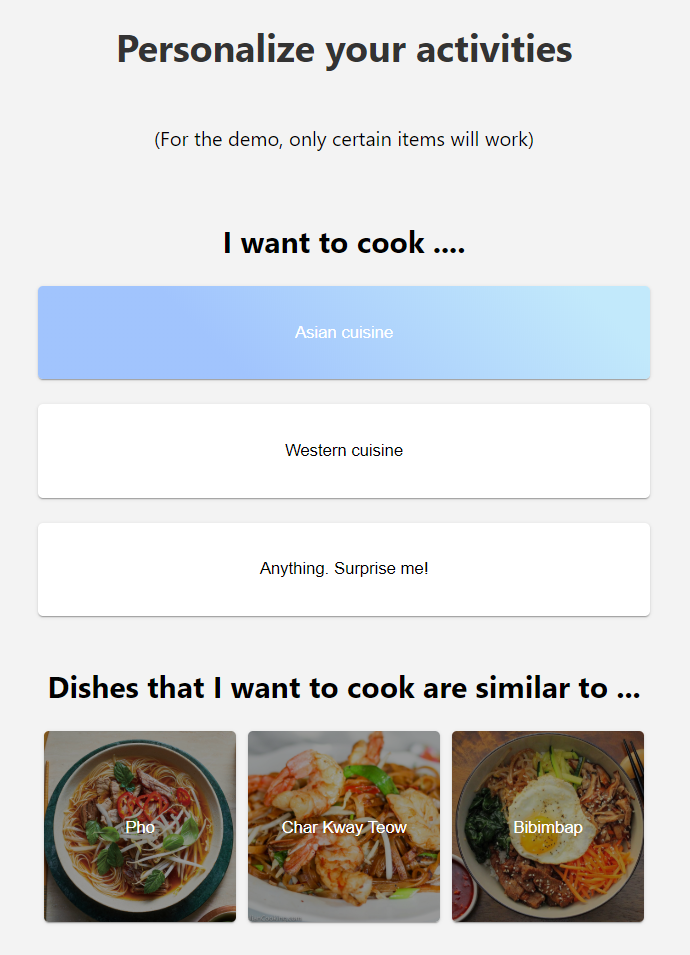 Personalize your activities
(For the demo, only certain items will work)
I want to cook ....
Asian cuisine
Western cuisine
Anything. Surprise me!
Dishes that I want to cook are similar to ...
Pho
Char Kway Teow
Bibimbap